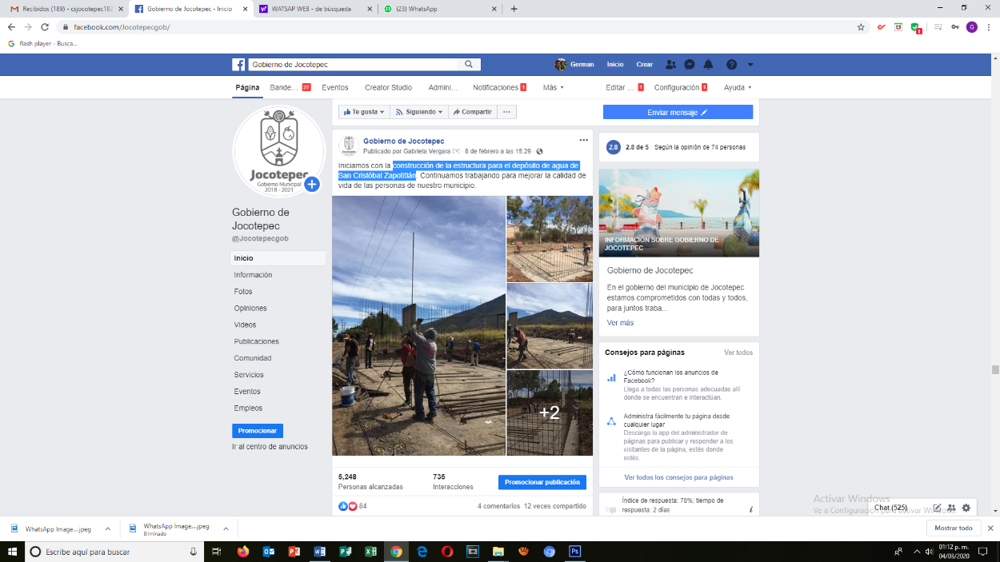 Recibidos (189) - csjocotepec182
Gobierno de Jocotepec - Inicio
WATSAP WEB - de búsqueda
(23) WhatsApp
facebook.com/Jocotepecgob/
flash player - Busca...
Gobierno de Jocotepec
German
Inicio
Crear
Página
Bande... 27
Eventos
Creator Studio
Admini...
Notificaciones 1
Más
Editar ... 1
Configuración 1
Ayuda
Te gusta
Siguiendo
Compartir
Enviar mensaje
Jocotepec
Gobierno Municipal
2018 - 2021
Gobierno de
Jocotepec
@Jocotepecgob
Inicio
Información
Fotos
Opiniones
Videos
Publicaciones
Comunidad
Servicios
Eventos
Empleos
Promocionar
Ir al centro de anuncios
Gobierno de Jocotepec
Publicado por Gabriela Vergara [?] · 8 de febrero a las 15:29 ·
Iniciamos con la construcción de la estructura para el depósito de agua de
San Cristóbal Zapotitlán. Continuamos trabajando para mejorar la calidad de
vida de las personas de nuestro municipio.
+2
5,248
Personas alcanzadas
735
Interacciones
Promocionar publicación
84
4 comentarios 12 veces compartido
2.8
2.8 de 5 · Según la opinión de 74 personas
INFORMACIÓN SOBRE GOBIERNO DE
JOCOTEPEC
Gobierno de Jocotepec
En el gobierno del municipio de Jocotepec
estamos comprometidos con todas y todos,
para juntos traba...
Ver más
Consejos para páginas
Ver todos
¿Cómo funcionan los anuncios de
Facebook?
Llega a todas las personas adecuadas allí
donde se encuentran e interactúan.
Administra fácilmente tu página desde
cualquier lugar
Descarga la app del administrador de
páginas para publicar y responder a los
visitantes de la página, estés donde
estés.
Ver todos los consejos para páginas
Índice de respuesta: 78%; tiempo de
respuesta: 2 días
Activar Windows
Ve a Configuración para activar Windows.
Chat (525)
WhatsApp Image....jpeg
WhatsApp Image....jpeg
Eliminado
Mostrar todo
Escribe aquí para buscar
01:12 p. m.
04/03/2020